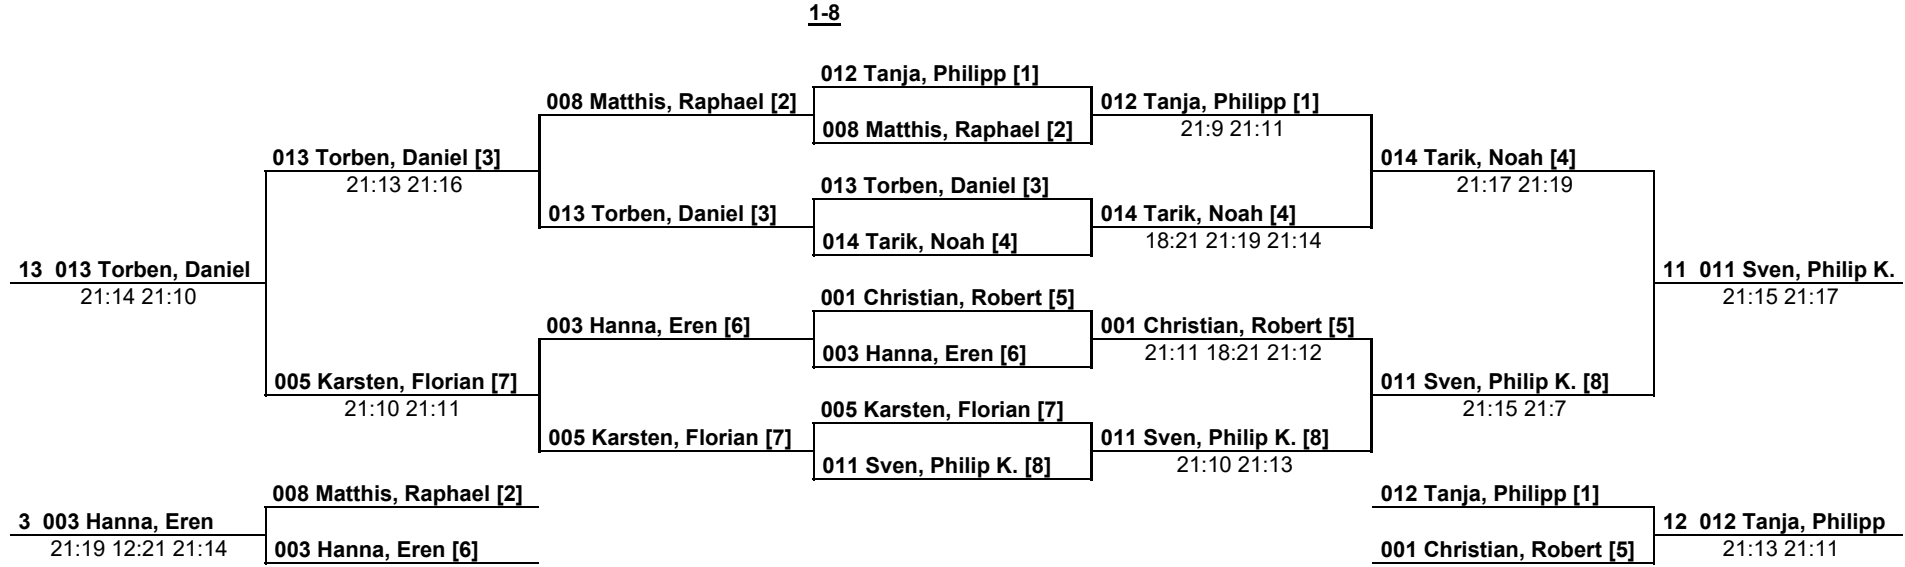 1-8
012 Tanja, Philipp [1]
008 Matthis, Raphael [2] 012 Tanja, Philipp [1]
008 Matthis, Raphael [2] 21:9 21:11
013 Torben, Daniel [3] 014 Tarik, Noah [4]
21:13 21:16 013 Torben, Daniel [3] 21:17 21:19
013 Torben, Daniel [3] 014 Tarik, Noah [4]
014 Tarik, Noah [4] 18:21 21:19 21:14
13 013 Torben, Daniel 11 011 Sven, Philip K.
21:14 21:10 001 Christian, Robert [5] 21:15 21:17
003 Hanna, Eren [6] 001 Christian, Robert [5]
003 Hanna, Eren [6] 21:11 18:21 21:12
005 Karsten, Florian [7] 011 Sven, Philip K. [8]
21:10 21:11 005 Karsten, Florian [7] 21:15 21:7
005 Karsten, Florian [7] 011 Sven, Philip K. [8]
011 Sven, Philip K. [8] 21:10 21:13
008 Matthis, Raphael [2] 012 Tanja, Philipp [1]
3 003 Hanna, Eren 12 012 Tanja, Philipp
21:19 12:21 21:14 003 Hanna, Eren [6] 001 Christian, Robert [5] 21:13 21:11